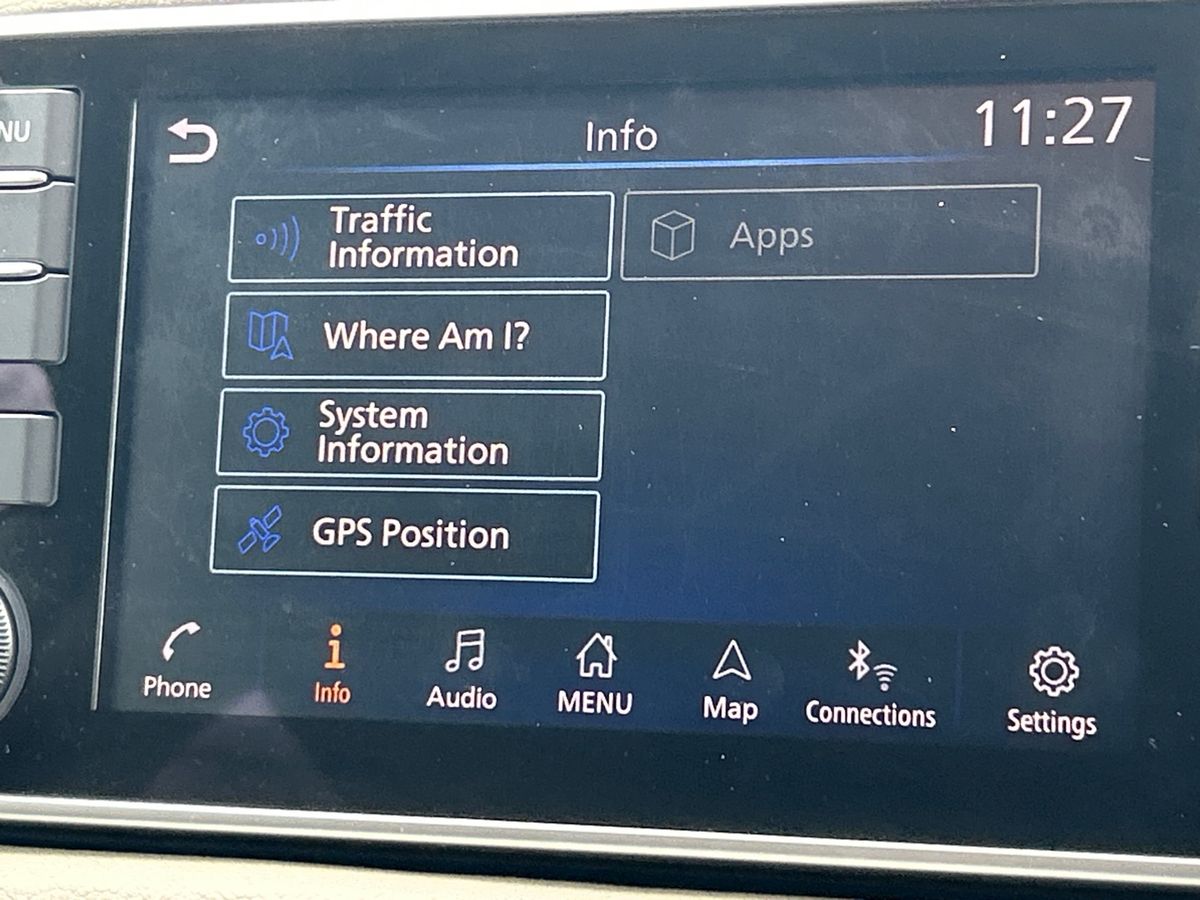 NU
Info
11:27
Traffic
Information
Apps
Where Am I?
System
Information
GPS Position
Phone
Info
Audio
MENU
Map
Connections
Settings